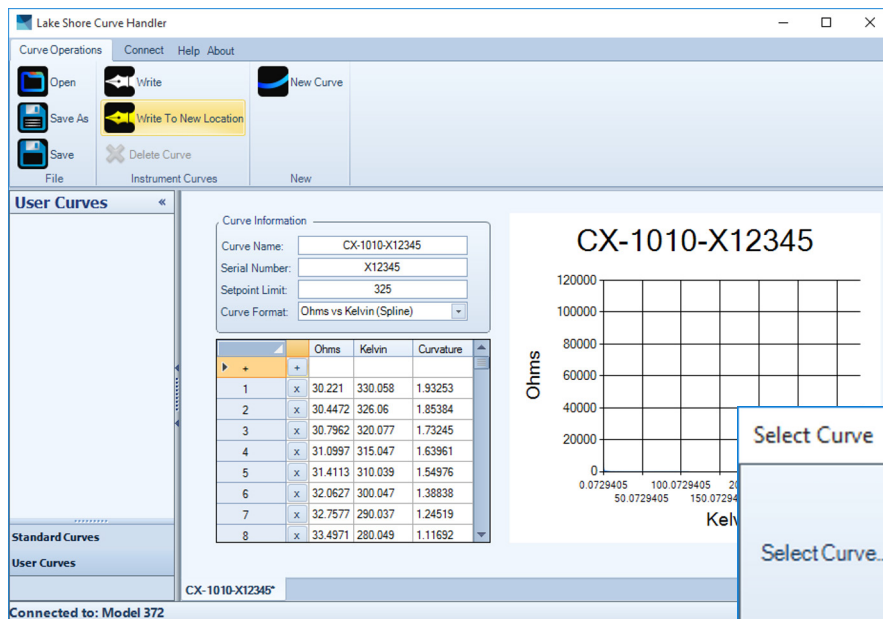 Lake Shore Curve Handler
Curve Operations Connect Help About
Open Write New Curve
Save As Write To New Location
Save Delete Curve
File Instrument Curves New
User Curves «
Curve Information
Curve Name: CX-1010-X12345
Serial Number: X12345
Setpoint Limit: 325
Curve Format: Ohms vs Kelvin (Spline)
Ohms Kelvin Curvature
+ +
1 x 30.221 330.058 1.93253
2 x 30.4472 326.06 1.85384
3 x 30.7962 320.077 1.73245
4 x 31.0997 315.047 1.63961
5 x 31.4113 310.039 1.54976
6 x 32.0627 300.047 1.38838
7 x 32.7577 290.037 1.24519
8 x 33.4971 280.049 1.11692
CX-1010-X12345
120000
100000
80000
60000
40000
20000
0
Ohms
0.0729405 100.0729405 20
50.0729405 150.07294
Kelv
Select Curve
Select Curve..
Standard Curves
User Curves
CX-1010-X12345*
Connected to: Model 372